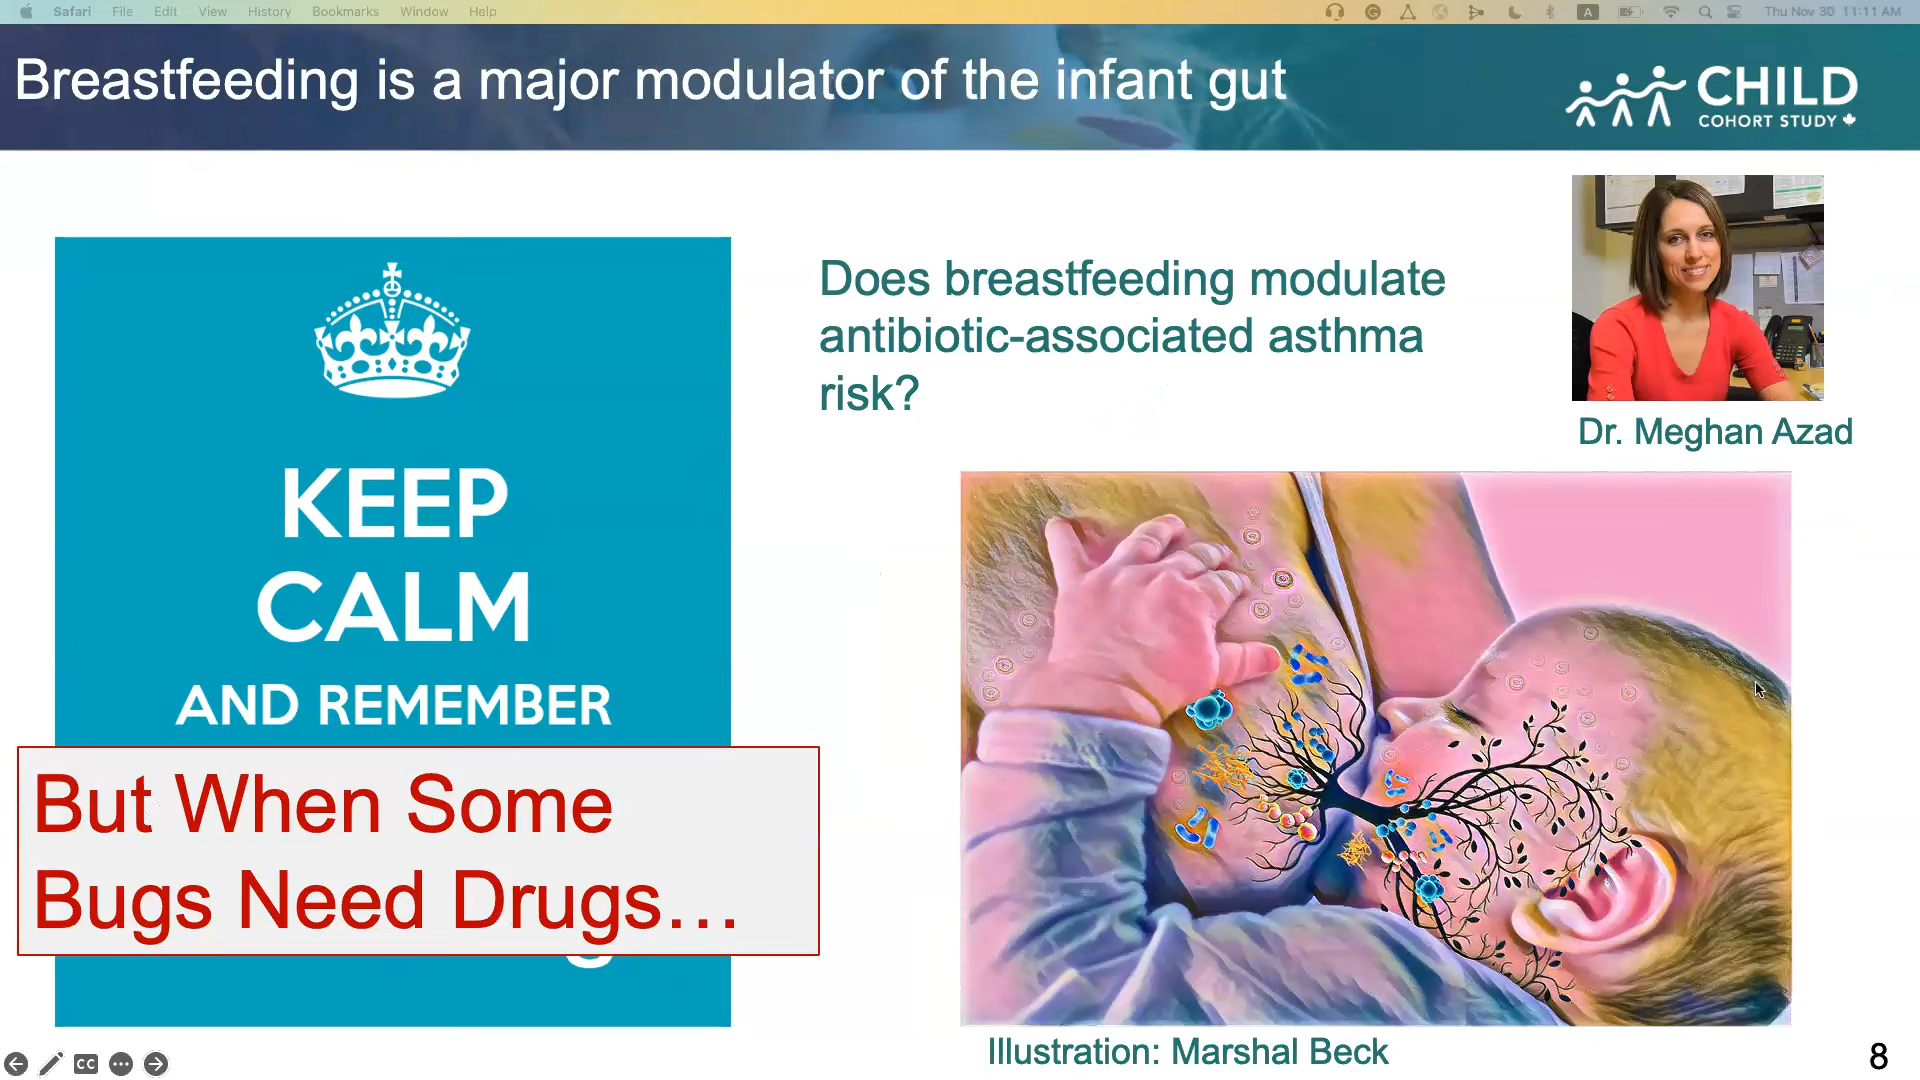 Safari File Edit View History Bookmarks Window Help
A
Thu Nov 30 11:11 AM
Breastfeeding is a major modulator of the infant gut
CHILD
COHORT STUDY
Does breastfeeding modulate
antibiotic-associated asthma
risk?
Dr. Meghan Azad
KEEP
CALM
AND REMEMBER
But When Some
Bugs Need Drugs...
Illustration: Marshal Beck
CC
8